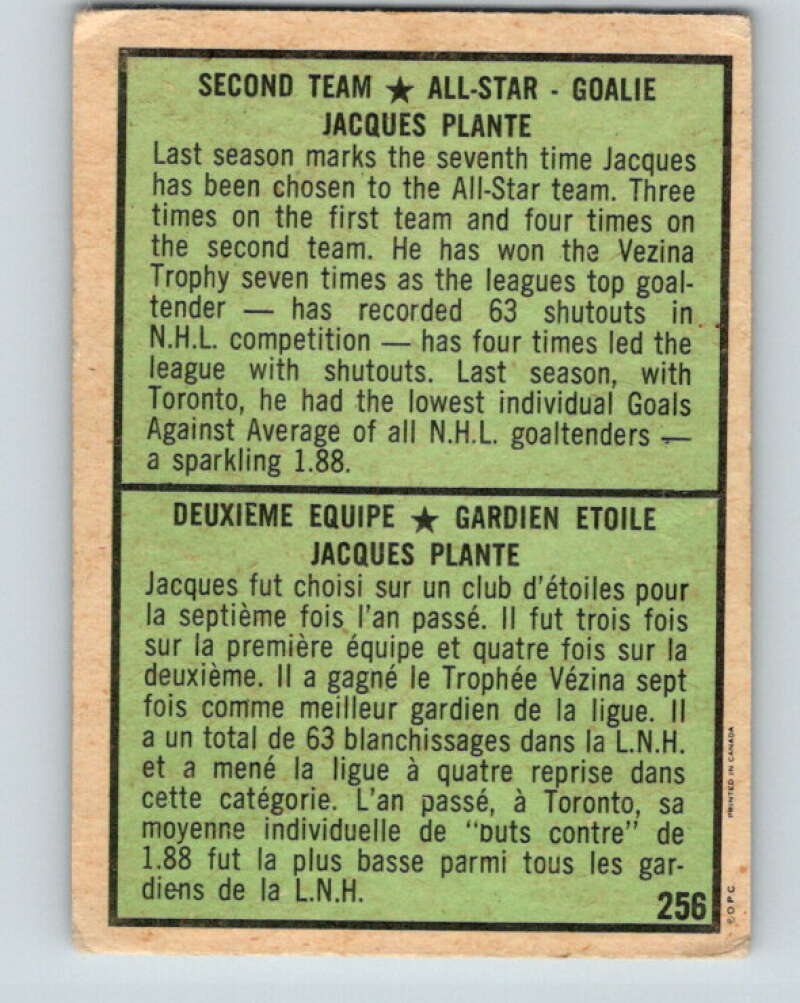 SECOND TEAM ★ ALL-STAR - GOALIE
JACQUES PLANTE
Last season marks the seventh time Jacques
has been chosen to the All-Star team. Three
times on the first team and four times on
the second team. He has won the Vezina
Trophy seven times as the leagues top goal-
tender — has recorded 63 shutouts in
N.H.L. competition — has four times led the
league with shutouts. Last season, with
Toronto, he had the lowest individual Goals
Against Average of all N.H.L. goaltenders —
a sparkling 1.88.
DEUXIEME EQUIPE ★ GARDIEN ETOILE
JACQUES PLANTE
Jacques fut choisi sur un club d'étoiles pour
la septième fois l'an passé. Il fut trois fois
sur la première équipe et quatre fois sur la
deuxième. Il a gagné le Trophée Vézina sept
fois comme meilleur gardien de la ligue. Il
a un total de 63 blanchissages dans la L.N.H.
et a mené la ligue à quatre reprise dans
cette catégorie. L'an passé, à Toronto, sa
moyenne individuelle de "buts contre" de
1.88 fut la plus basse parmi tous les gar-
diens de la L.N.H.
256
© O.P.C. PRINTED IN CANADA